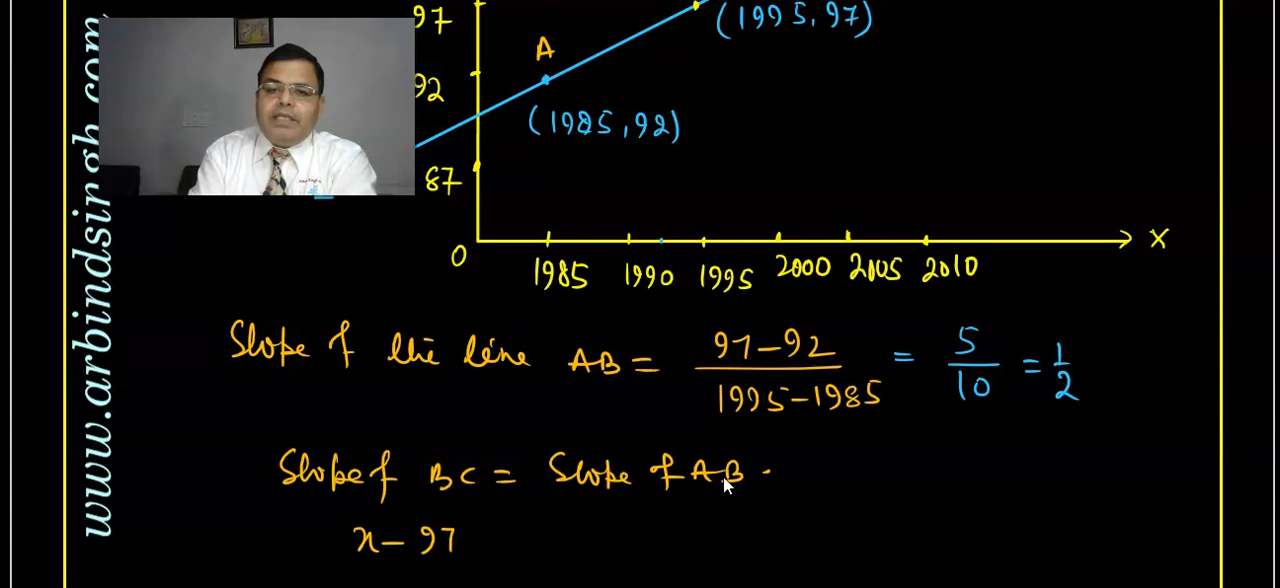 www.arbindsingh.com
97
(1995, 97)
A
92
(1985, 92)
87
0
X
1985 1990 1995 2000 2005 2010
Slope of the line AB = 97-92 / 1995-1985 = 5/10 = 1/2
Slope of BC = Slope of AB .
x - 97